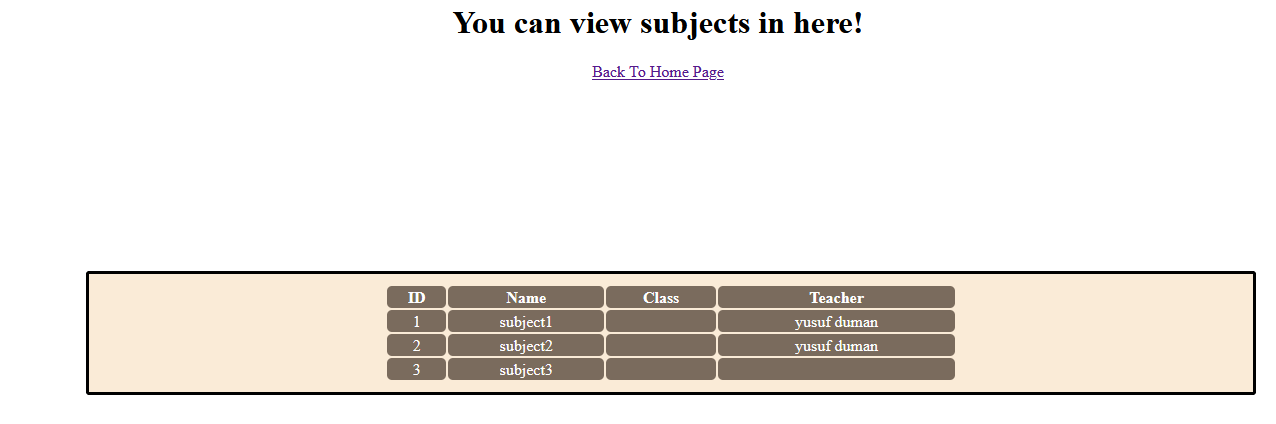 You can view subjects in here!
Back To Home Page
ID Name Class Teacher
1 subject1 yusuf duman
2 subject2 yusuf duman
3 subject3